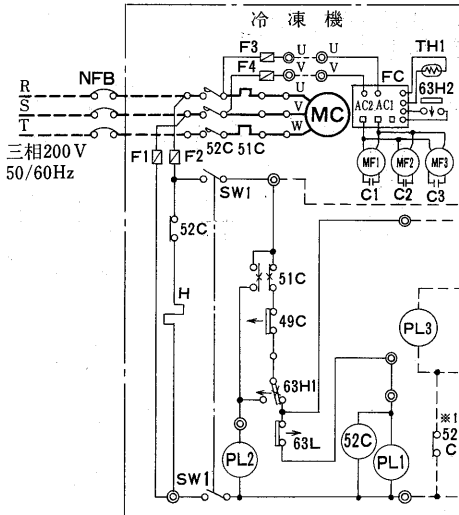 冷凍機
F3 U U
F4 V V
TH1
NFB
FC
63H2
R
S
T
U
V
W
MC
AC2 AC1
52C 51C
三相200V
50/60Hz
F1 F2
MF1 MF2 MF3
C1 C2 C3
SW1
52C
51C
H
49C
PL3
63H1
※1
52
C
63L
52C
PL2
PL1
SW1